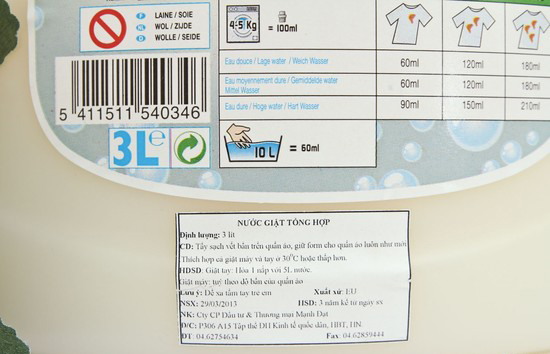 F LAINE / SOIE
NL WOL / ZIJDE
D WOLLE / SEIDE
4-5 Kg = 100ml
Eau douce / Lage water / Weich Wasser 60ml 120ml 180ml
Eau moyennement dure / Gemiddelde water 60ml 120ml 180ml
Mittel Wasser
Eau dure / Hoge water / Hart Wasser 90ml 150ml 210ml
5 411511 540346
3L e
10 L = 60ml
NƯỚC GIẶT TỔNG HỢP
Định lượng: 3 lít
CD: Tẩy sạch vết bẩn trên quần áo, giữ form cho quần áo luôn như mới
Thích hợp cả giặt máy và tay ở 30°C hoặc thấp hơn.
HDSD: Giặt tay: Hòa 1 nắp với 5L nước.
Giặt máy: tuỳ theo độ bẩn của quần áo
Lưu ý: Để xa tầm tay trẻ em Xuất xứ: EU
NSX: 29/03/2013 HSD: 3 năm kể từ ngày sx
NK: Cty CP Đầu tư & Thương mại Mạnh Đạt
Đ/C: P306 A15 Tập thể ĐH Kinh tế quốc dân, HBT, HN
ĐT: 04.62754634 Fax: 04.62859444